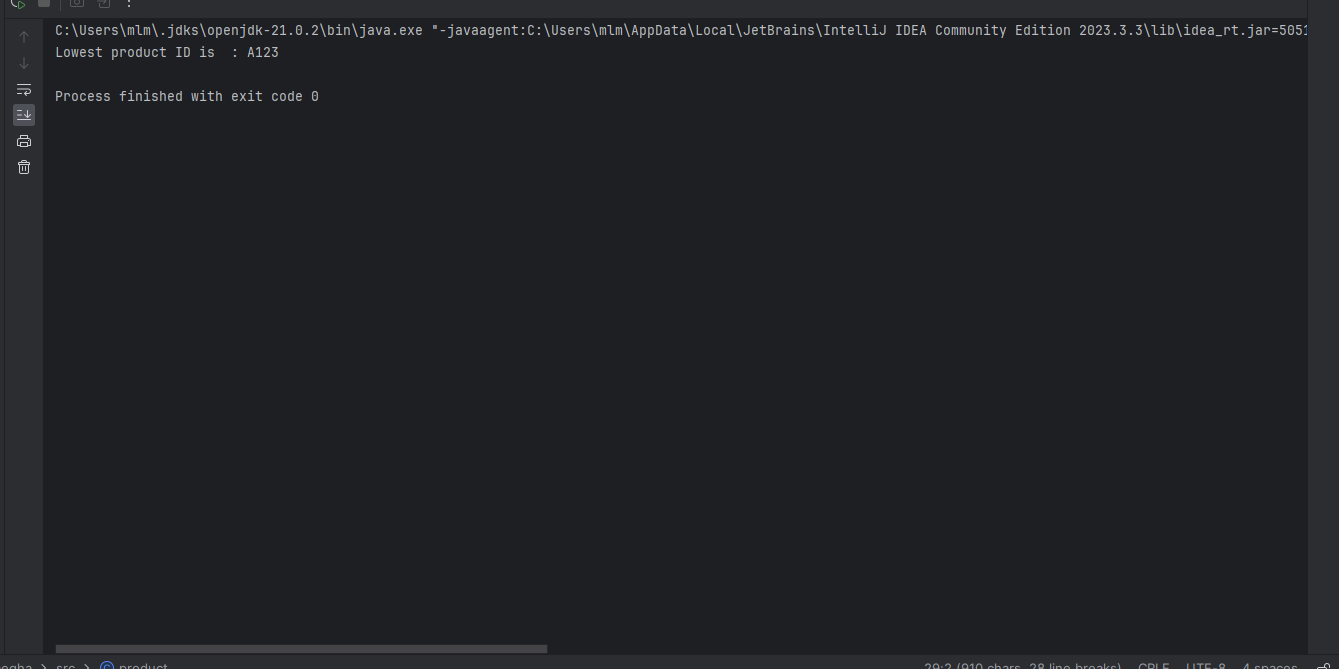 C:\Users\mlm\.jdks\openjdk-21.0.2\bin\java.exe "-javaagent:C:\Users\mlm\AppData\Local\JetBrains\IntelliJ IDEA Community Edition 2023.3.3\lib\idea_rt.jar=5051
Lowest product ID is  : A123
Process finished with exit code 0
src > product 29:2 (910 chars, 28 line breaks) CRLF UTF-8 4 spaces